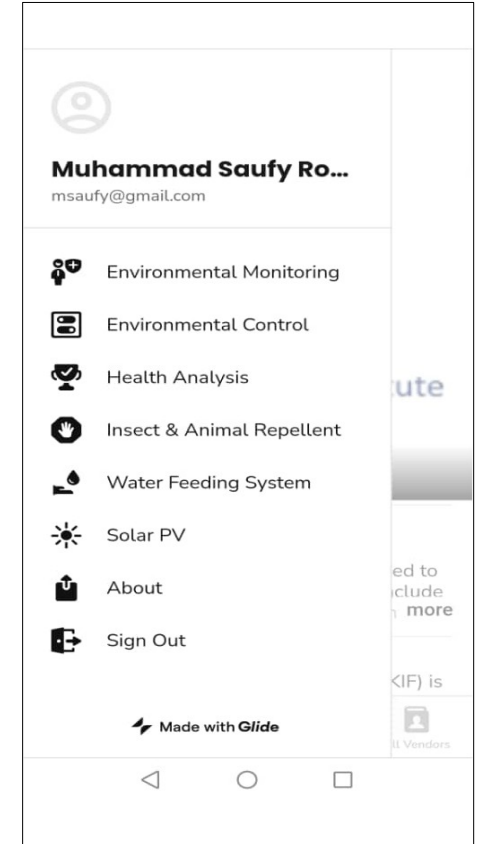 Muhammad Saufy Ro...
msaufy@gmail.com
Environmental Monitoring
Environmental Control
Health Analysis
Insect & Animal Repellent
Water Feeding System
Solar PV
About
Sign Out
Made with Glide
ute
ed to
clude
more
KIF) is
ll Vendors